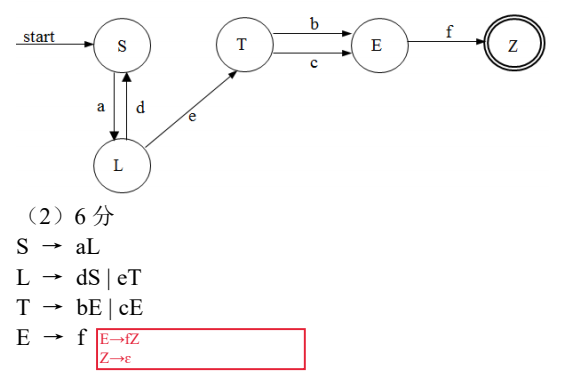 start
S
T
b
c
E
f
Z
a
d
e
L
（2）6 分
S → aL
L → dS | eT
T → bE | cE
E → f
E→fZ
Z→ε